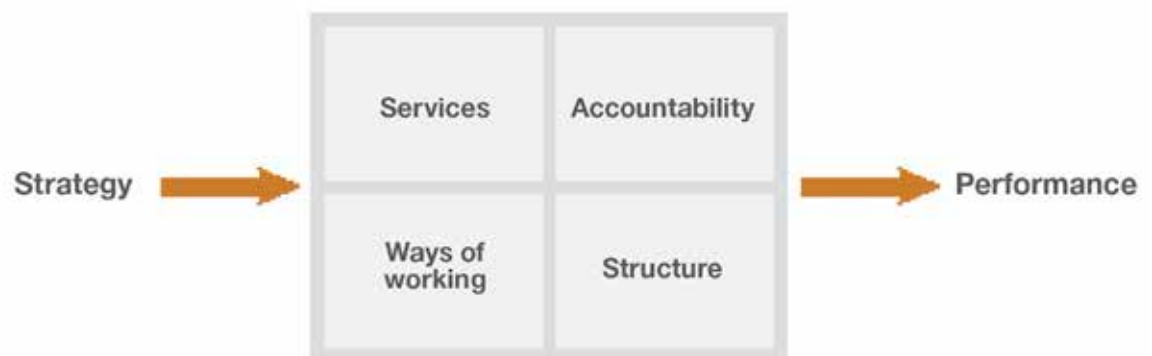 Services
Accountability
Strategy
Performance
Ways of
working
Structure